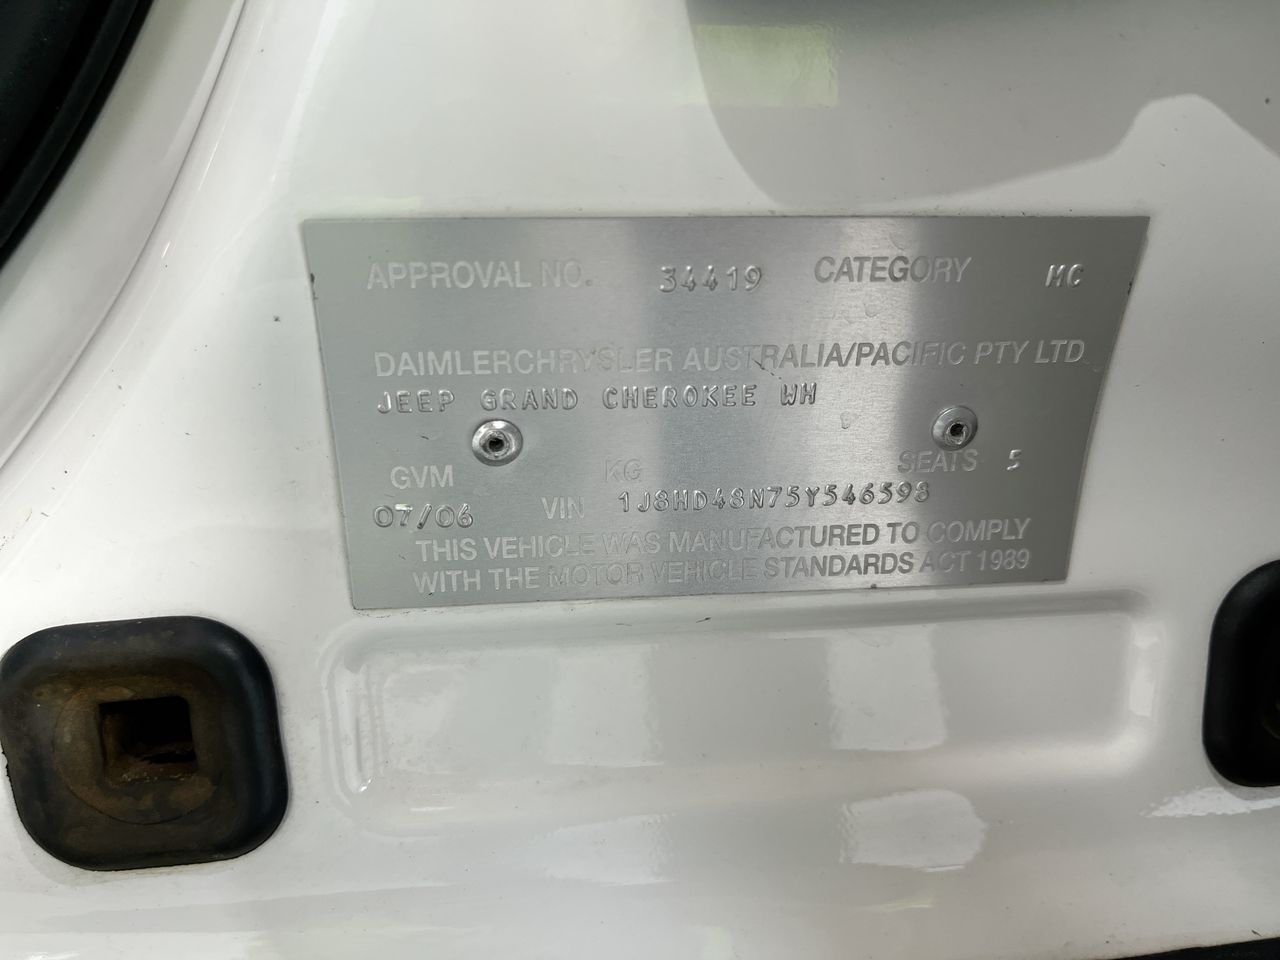 APPROVAL NO. 34419 CATEGORY MC
DAIMLERCHRYSLER AUSTRALIA/PACIFIC PTY LTD
JEEP GRAND CHEROKEE WH
GVM KG SEATS 5
07/06 VIN 1J8HD48N75Y546598
THIS VEHICLE WAS MANUFACTURED TO COMPLY
WITH THE MOTOR VEHICLE STANDARDS ACT 1989